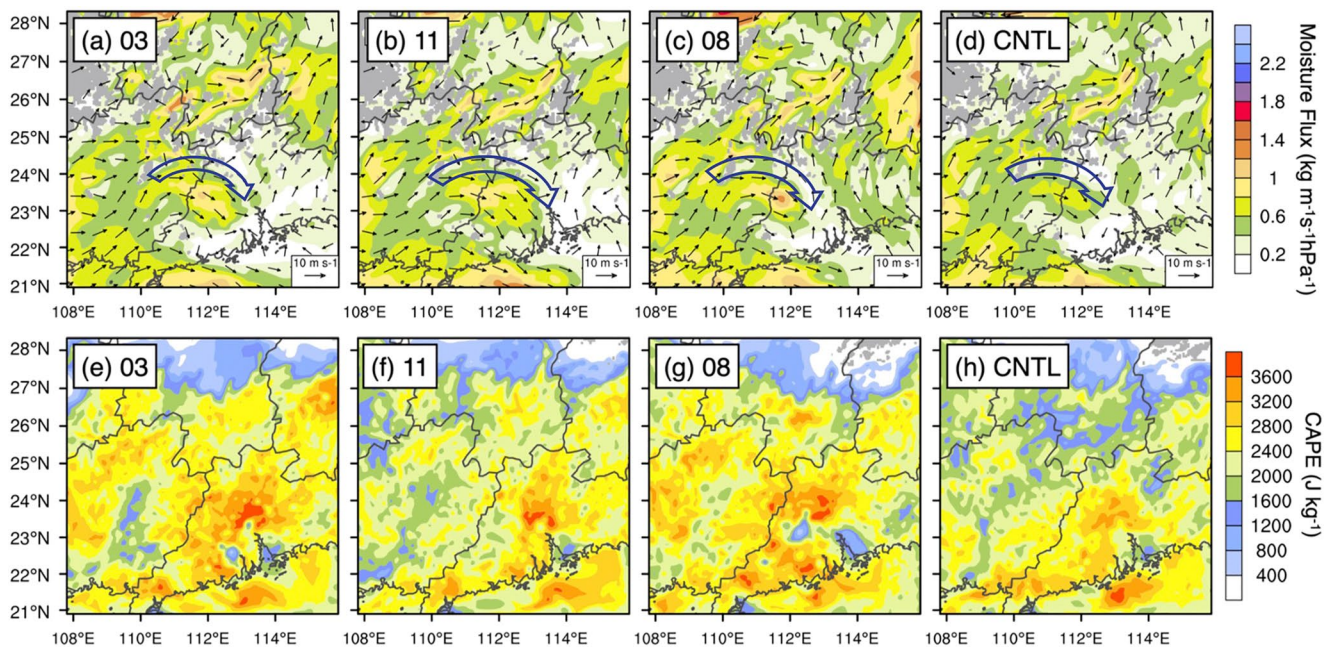 (a) 03
(b) 11
(c) 08
(d) CNTL
28°N
27°N
26°N
25°N
24°N
23°N
22°N
21°N
10 m s-1
10 m s-1
10 m s-1
10 m s-1
108°E 110°E 112°E 114°E
108°E 110°E 112°E 114°E
108°E 110°E 112°E 114°E
108°E 110°E 112°E 114°E
2.2
1.8
1.4
1
0.6
0.2
Moisture Flux (kg m⁻¹s⁻¹hPa⁻¹)
(e) 03
(f) 11
(g) 08
(h) CNTL
28°N
27°N
26°N
25°N
24°N
23°N
22°N
21°N
108°E 110°E 112°E 114°E
108°E 110°E 112°E 114°E
108°E 110°E 112°E 114°E
108°E 110°E 112°E 114°E
3600
3200
2800
2400
2000
1600
1200
800
400
CAPE (J kg⁻¹)